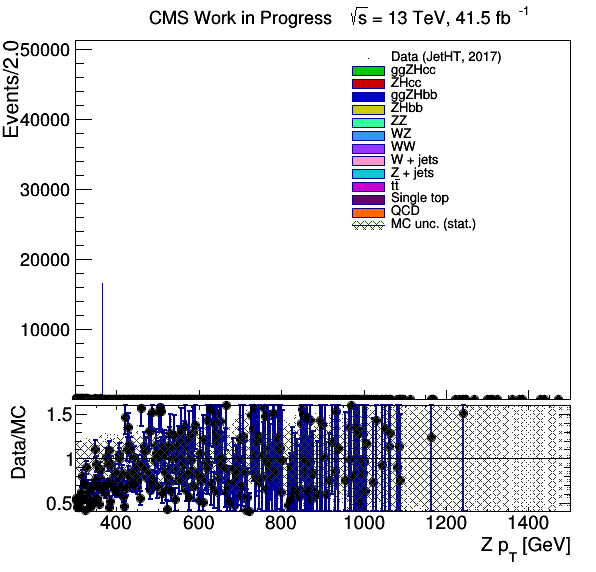 CMS Work in Progress √s = 13 TeV, 41.5 fb -1
Events/2.0
50000
40000
30000
20000
10000
Data (JetHT, 2017)
ggZHcc
ZHcc
ggZHbb
ZHbb
ZZ
WZ
WW
W + jets
Z + jets
tt̄
Single top
QCD
MC unc. (stat.)
Data/MC
1.5
1
0.5
400 600 800 1000 1200 1400
Z pT [GeV]